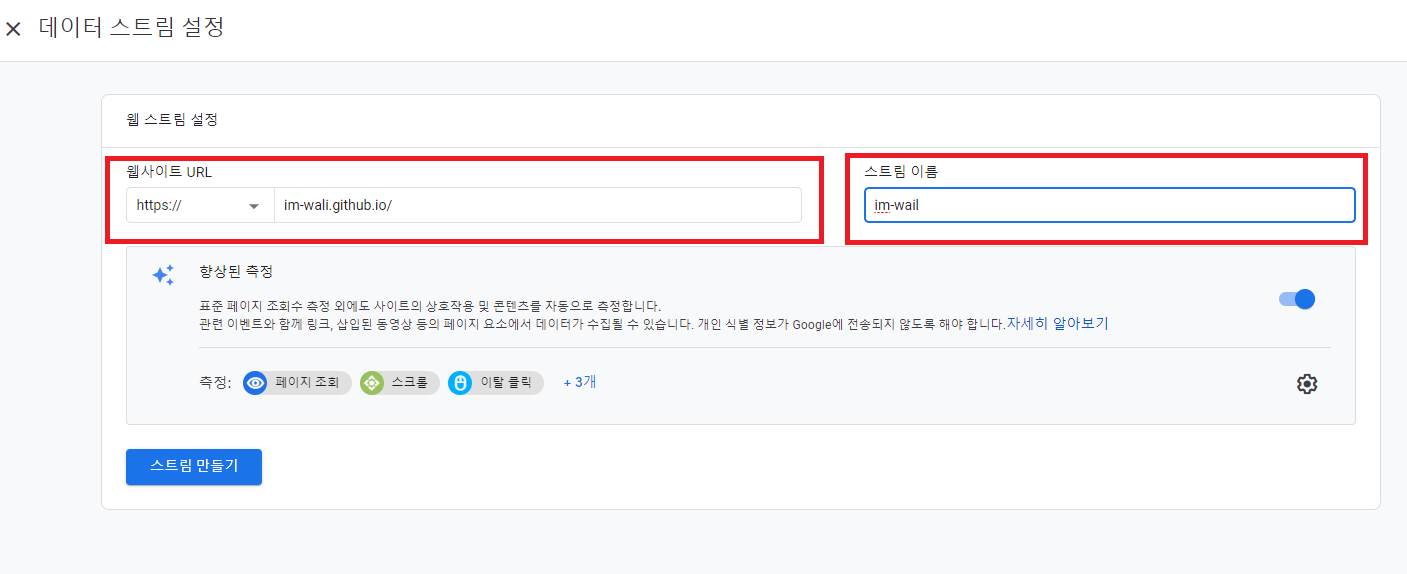 데이터 스트림 설정
웹 스트림 설정
웹사이트 URL
스트림 이름
https://
im-wali.github.io/
im-wail
향상된 측정
표준 페이지 조회수 측정 외에도 사이트의 상호작용 및 콘텐츠를 자동으로 측정합니다.
관련 이벤트와 함께 링크, 삽입된 동영상 등의 페이지 요소에서 데이터가 수집될 수 있습니다. 개인 식별 정보가 Google에 전송되지 않도록 해야 합니다.자세히 알아보기
측정: 페이지 조회 스크롤 이탈 클릭 + 3개
스트림 만들기